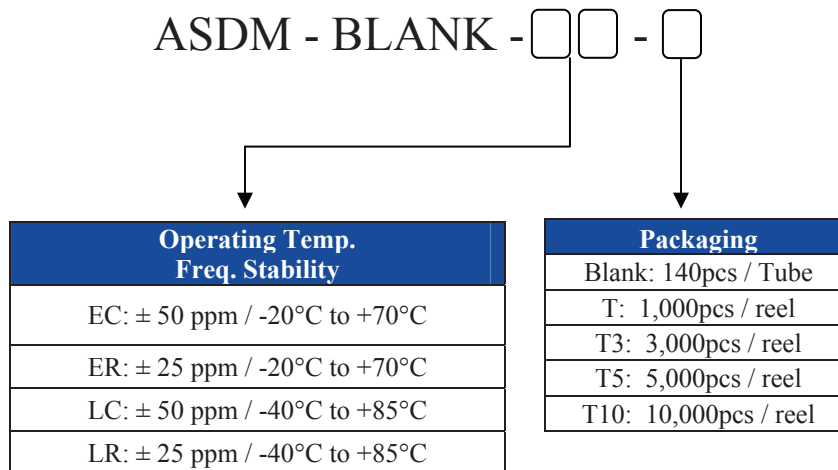 ASDM - BLANK - -
Operating Temp.
Freq. Stability
EC: ± 50 ppm / -20°C to +70°C
ER: ± 25 ppm / -20°C to +70°C
LC: ± 50 ppm / -40°C to +85°C
LR: ± 25 ppm / -40°C to +85°C
Packaging
Blank: 140pcs / Tube
T: 1,000pcs / reel
T3: 3,000pcs / reel
T5: 5,000pcs / reel
T10: 10,000pcs / reel